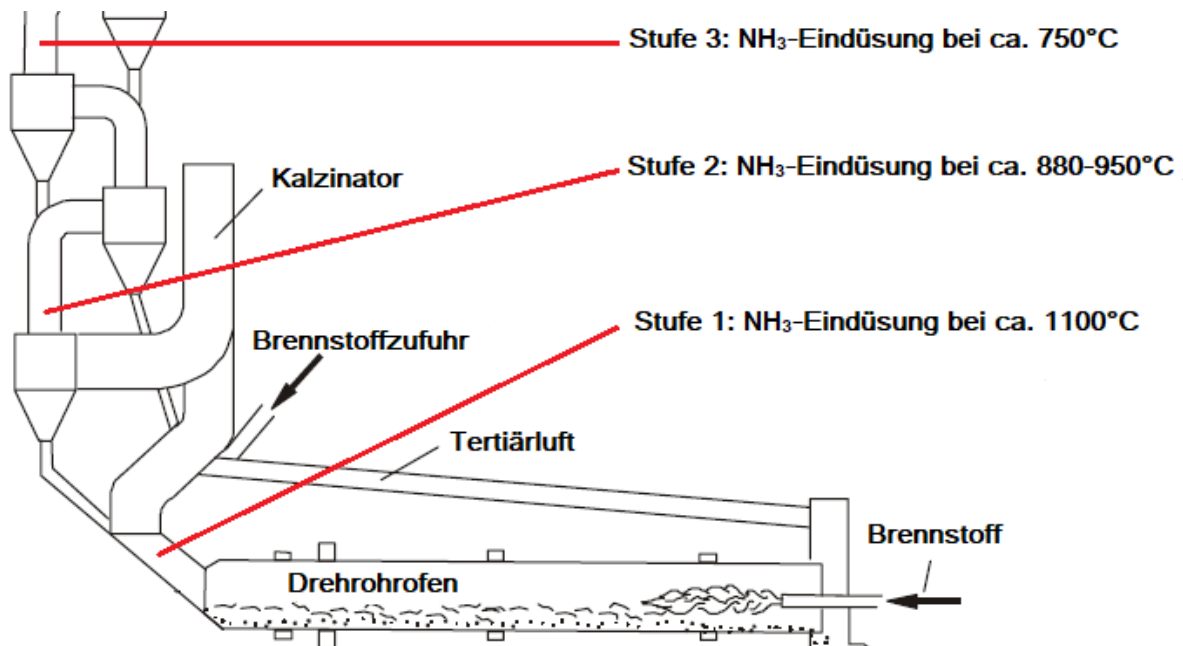 Stufe 3: NH₃-Eindüsung bei ca. 750°C
Stufe 2: NH₃-Eindüsung bei ca. 880-950°C
Kalzinator
Stufe 1: NH₃-Eindüsung bei ca. 1100°C
Brennstoffzufuhr
Tertiärluft
Brennstoff
Drehrohrofen